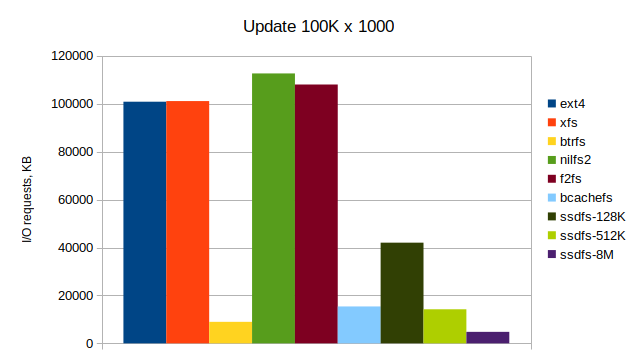 Update 100K x 1000
I/O requests, KB
120000
100000
80000
60000
40000
20000
0
ext4
xfs
btrfs
nilfs2
f2fs
bcachefs
ssdfs-128K
ssdfs-512K
ssdfs-8M